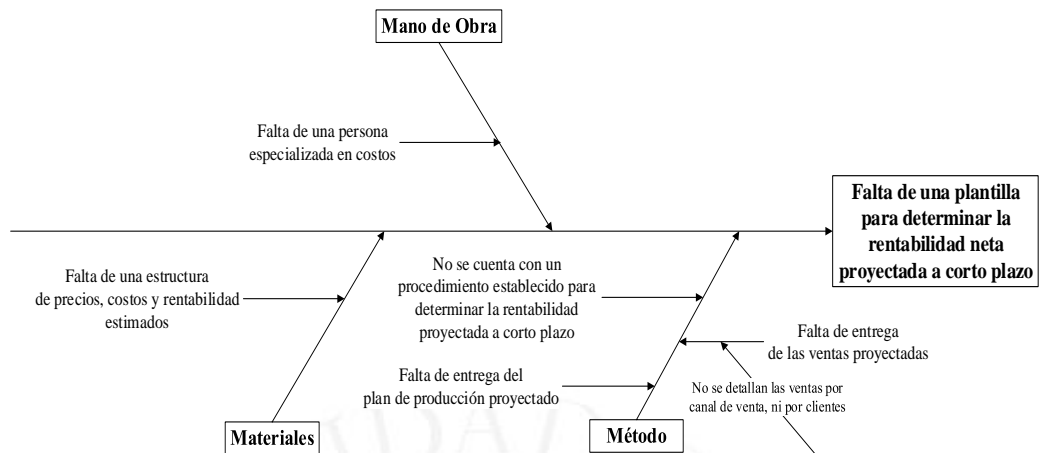 Mano de Obra
Falta de una persona
especializada en costos
Falta de una plantilla
para determinar la
rentabilidad neta
proyectada a corto plazo
Falta de una estructura
de precios, costos y rentabilidad
estimados
No se cuenta con un
procedimiento establecido para
determinar la rentabilidad
proyectada a corto plazo
Falta de entrega
de las ventas proyectadas
Falta de entrega del
plan de producción proyectado
No se detallan las ventas por
canal de venta, ni por clientes
Materiales
Método